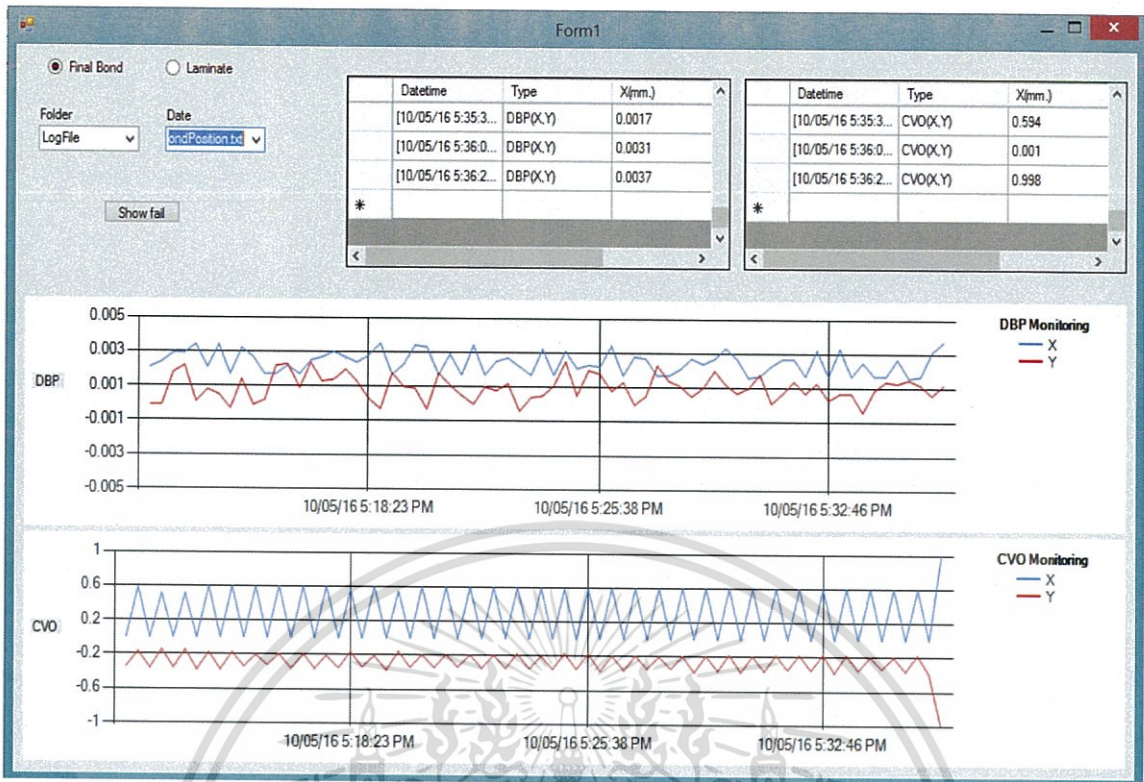 Form1
Final Bond
Laminate
Folder
Date
LogFile
ondPosition.txt
Show fail
Datetime Type X(mm.)
[10/05/16 5:35:3... DBP(X,Y) 0.0017
[10/05/16 5:36:0... DBP(X,Y) 0.0031
[10/05/16 5:36:2... DBP(X,Y) 0.0037
*
Datetime Type X(mm.)
[10/05/16 5:35:3... CVO(X,Y) 0.594
[10/05/16 5:36:0... CVO(X,Y) 0.001
[10/05/16 5:36:2... CVO(X,Y) 0.998
*
DBP
0.005
0.003
0.001
-0.001
-0.003
-0.005
10/05/16 5:18:23 PM
10/05/16 5:25:38 PM
10/05/16 5:32:46 PM
DBP Monitoring
X
Y
CVO
1
0.6
0.2
-0.2
-0.6
-1
10/05/16 5:18:23 PM
10/05/16 5:25:38 PM
10/05/16 5:32:46 PM
CVO Monitoring
X
Y